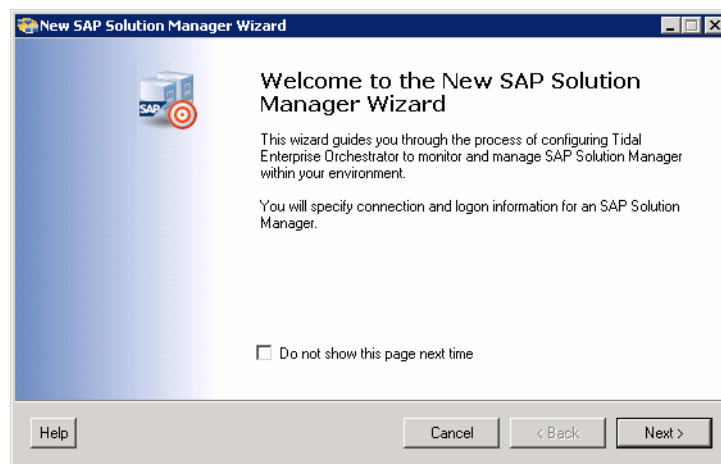 New SAP Solution Manager Wizard
SAP
Welcome to the New SAP Solution
Manager Wizard
This wizard guides you through the process of configuring Tidal
Enterprise Orchestrator to monitor and manage SAP Solution Manager
within your environment.
You will specify connection and logon information for an SAP Solution
Manager.
Do not show this page next time
Help
Cancel
< Back
Next >